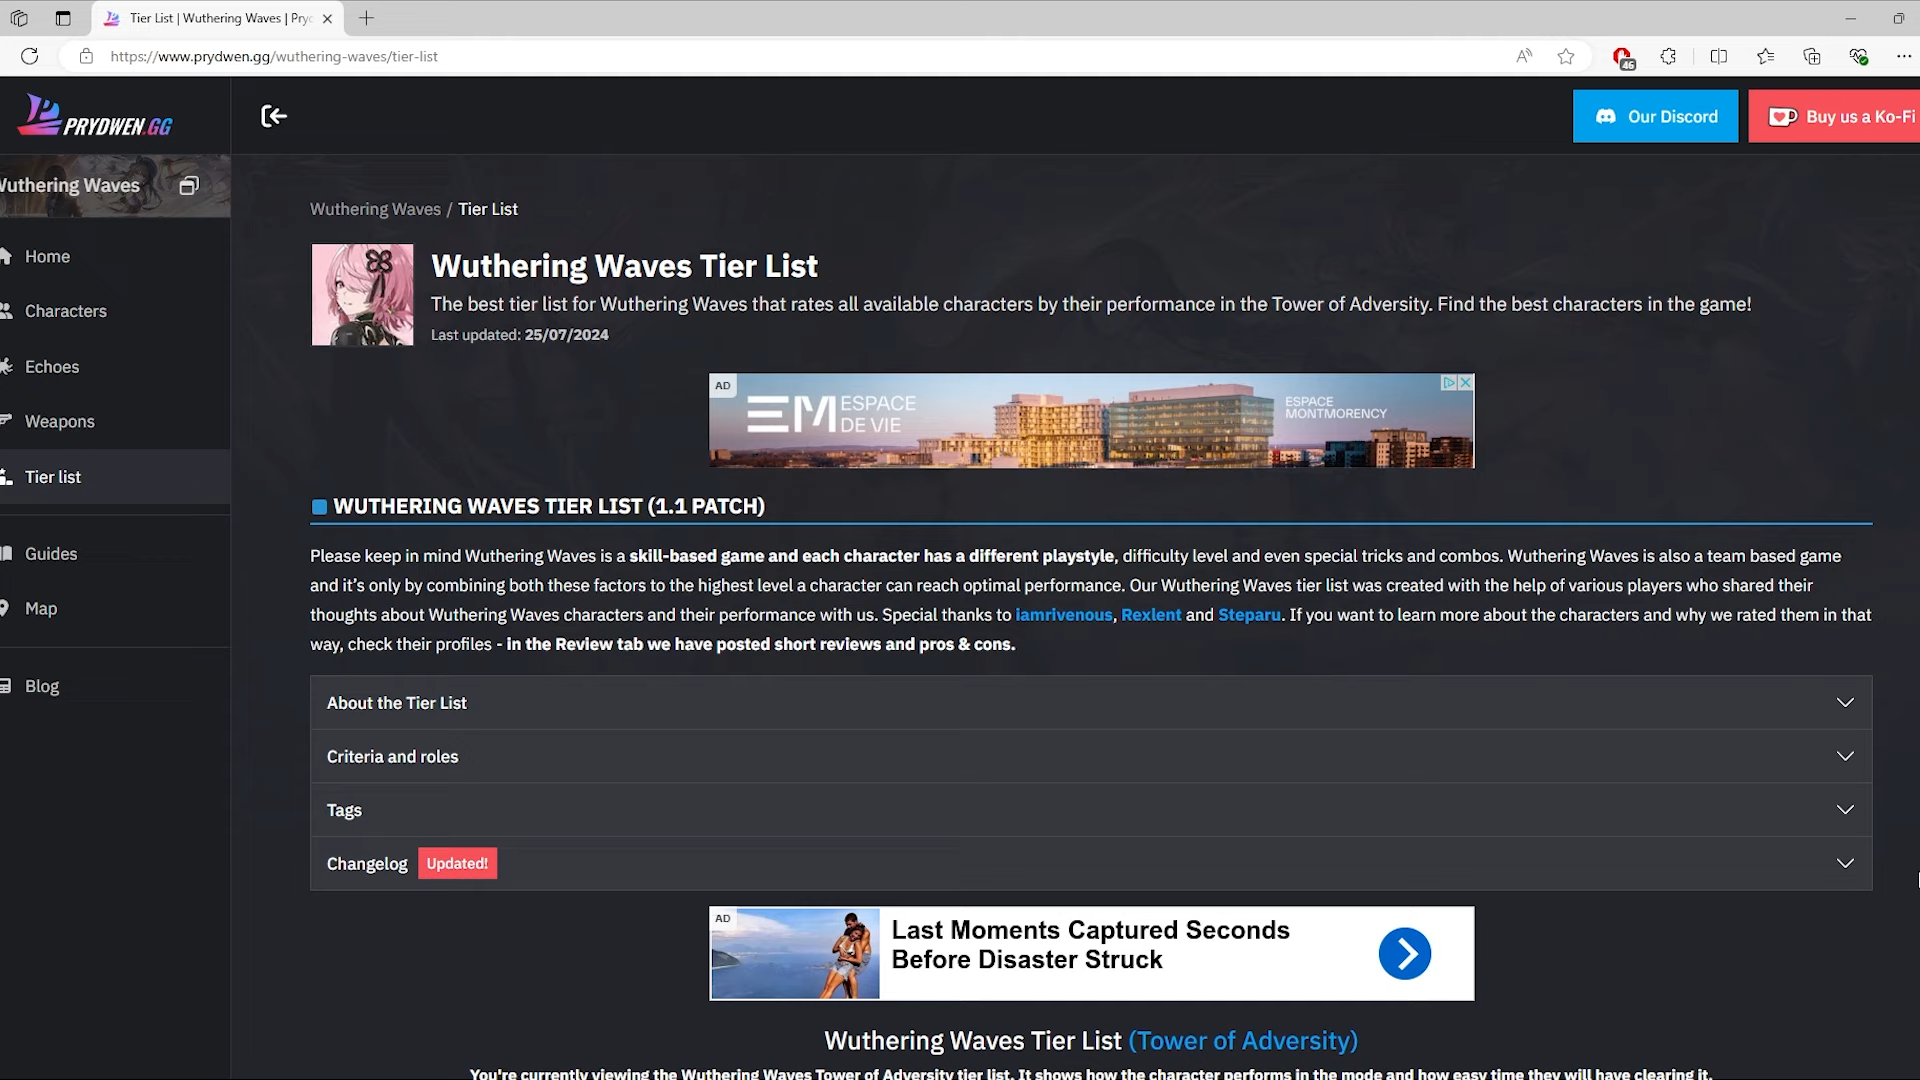 Tier List | Wuthering Waves | Pry
https://www.prydwen.gg/wuthering-waves/tier-list
46
PRYDWEN.GG
Our Discord
Buy us a Ko-Fi
Wuthering Waves
Home
Characters
Echoes
Weapons
Tier list
Guides
Map
Blog
Wuthering Waves / Tier List
Wuthering Waves Tier List
The best tier list for Wuthering Waves that rates all available characters by their performance in the Tower of Adversity. Find the best characters in the game!
Last updated: 25/07/2024
AD
EM ESPACE
DE VIE
ESPACE
MONTMORENCY
WUTHERING WAVES TIER LIST (1.1 PATCH)
Please keep in mind Wuthering Waves is a skill-based game and each character has a different playstyle, difficulty level and even special tricks and combos. Wuthering Waves is also a team based game
and it's only by combining both these factors to the highest level a character can reach optimal performance. Our Wuthering Waves tier list was created with the help of various players who shared their
thoughts about Wuthering Waves characters and their performance with us. Special thanks to iamrivenous, Rexlent and Steparu. If you want to learn more about the characters and why we rated them in that
way, check their profiles - in the Review tab we have posted short reviews and pros & cons.
About the Tier List
Criteria and roles
Tags
Changelog Updated!
AD
Last Moments Captured Seconds
Before Disaster Struck
Wuthering Waves Tier List (Tower of Adversity)
You're currently viewing the Wuthering Waves Tower of Adversity tier list. It shows how the character performs in the mode and how easy time they will have clearing it.